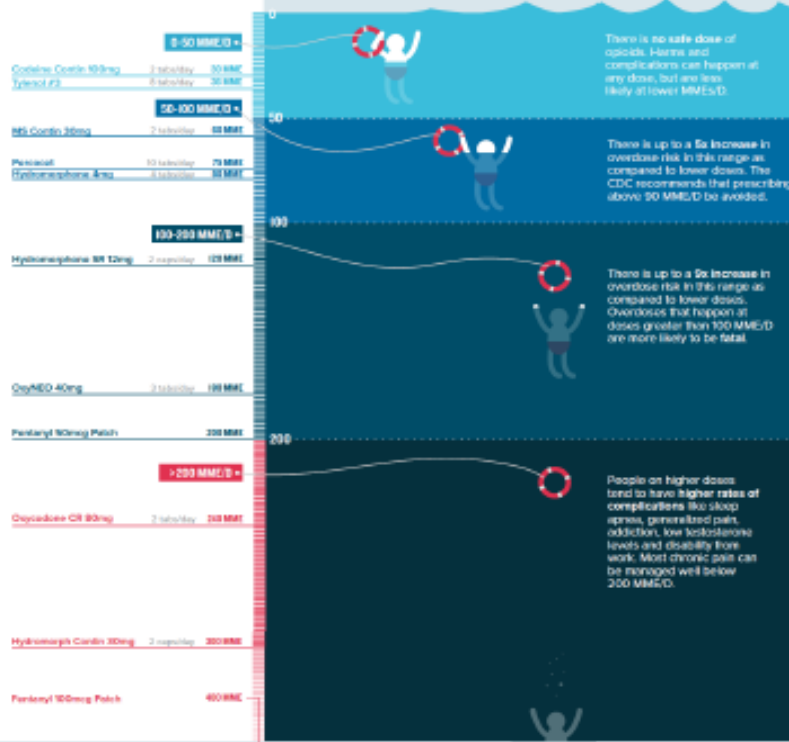 0
0-50 MME/D
There is no safe dose of
opioids. Harms and
complications can happen at
any dose, but are less
likely at lower MMEs/D.
Codeine Contin 100mg
Tylenol #3
50-100 MME/D
50
MS Contin 30mg 2 tabs/day 60 MME
Percocet 10 tabs/day 75 MME
Hydromorphone 4mg
There is up to a 5x increase in
overdose risk in this range as
compared to lower doses. The
CDC recommends that prescribing
above 90 MME/D be avoided.
100
100-200 MME/D
Hydromorphone SR 12mg 2 caps/day 120 MME
There is up to a 9x increase in
overdose risk in this range as
compared to lower doses.
Overdoses that happen at
doses greater than 100 MME/D
are more likely to be fatal.
OxyNEO 40mg tabs/day MME
Fentanyl 50mcg Patch 200 MME
200
>200 MME/D
People on higher doses
tend to have higher rates of
complications like sleep
apnea, generalized pain,
addiction, low testosterone
levels and disability from
work. Most chronic pain can
be managed well below
200 MME/D.
Oxycodone CR 80mg 2 tabs/day 240 MME
Hydromorph Contin 30mg 2 caps/day 300 MME
Fentanyl 100mcg Patch 400 MME